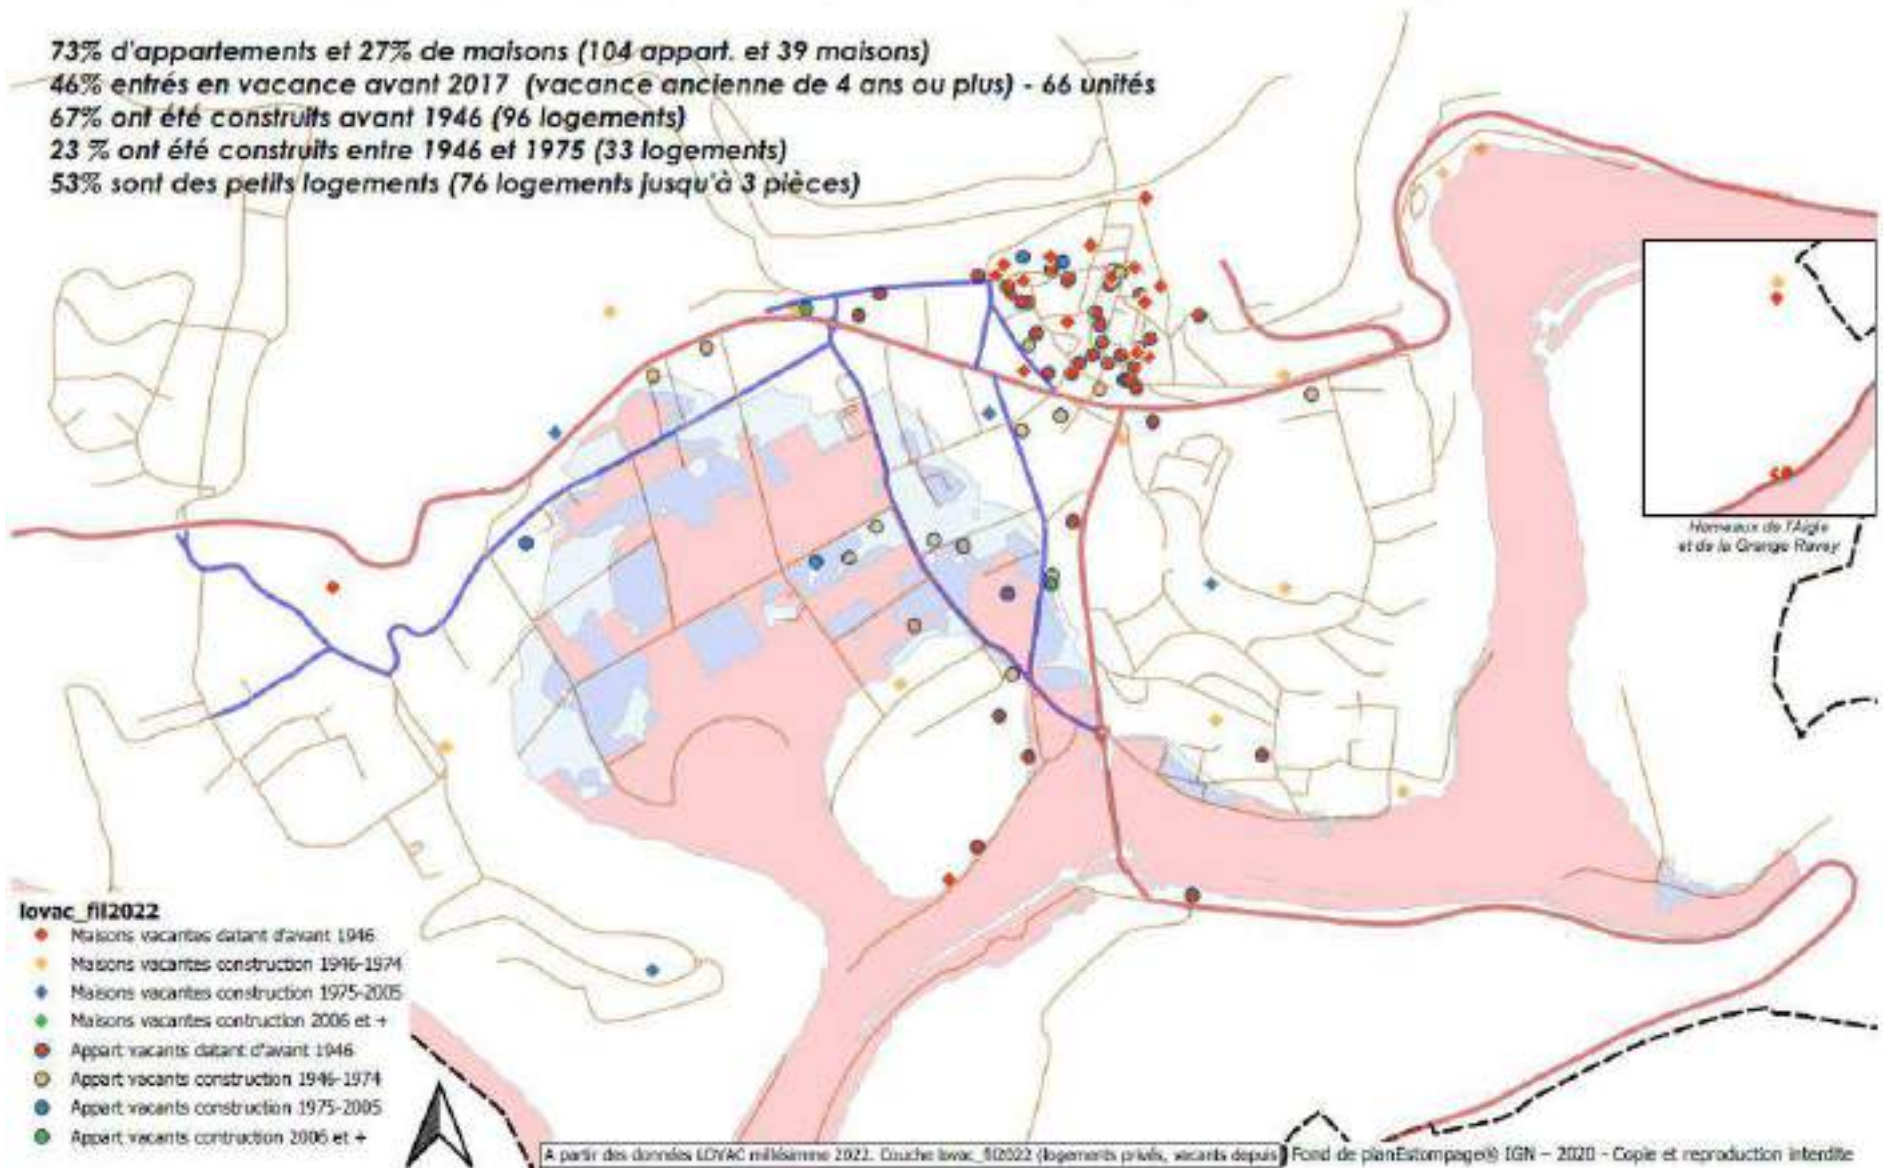 73% d'appartements et 27% de maisons (104 appart. et 39 maisons)
46% entrés en vacance avant 2017 (vacance ancienne de 4 ans ou plus) - 66 unités
67% ont été construits avant 1946 (96 logements)
23 % ont été construits entre 1946 et 1975 (33 logements)
53% sont des petits logements (76 logements jusqu'à 3 pièces)
Hameaux de l'Aigle
et de la Grange Ravey
lovac_fil2022
Maisons vacantes datant d'avant 1946
Maisons vacantes construction 1946-1974
Maisons vacantes construction 1975-2005
Maisons vacantes contruction 2006 et +
Appart vacants datant d'avant 1946
Appart vacants construction 1946-1974
Appart vacants construction 1975-2005
Appart vacants contruction 2006 et +
A partir des données LOVAC millésimme 2022. Couche lovac_fil2022 (logements privés, vacants depuis
Fond de planEstompage® IGN – 2020 - Copie et reproduction interdite